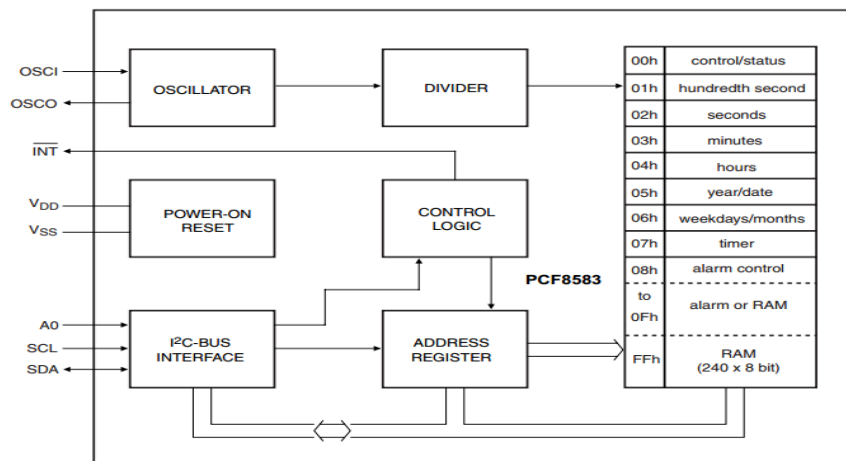 OSCI
OSCO
INT
VDD
VSS
A0
SCL
SDA
OSCILLATOR
DIVIDER
POWER-ON
RESET
CONTROL
LOGIC
PCF8583
I²C-BUS
INTERFACE
ADDRESS
REGISTER
00h control/status
01h hundredth second
02h seconds
03h minutes
04h hours
05h year/date
06h weekdays/months
07h timer
08h alarm control
to
0Fh alarm or RAM
FFh RAM
(240 x 8 bit)